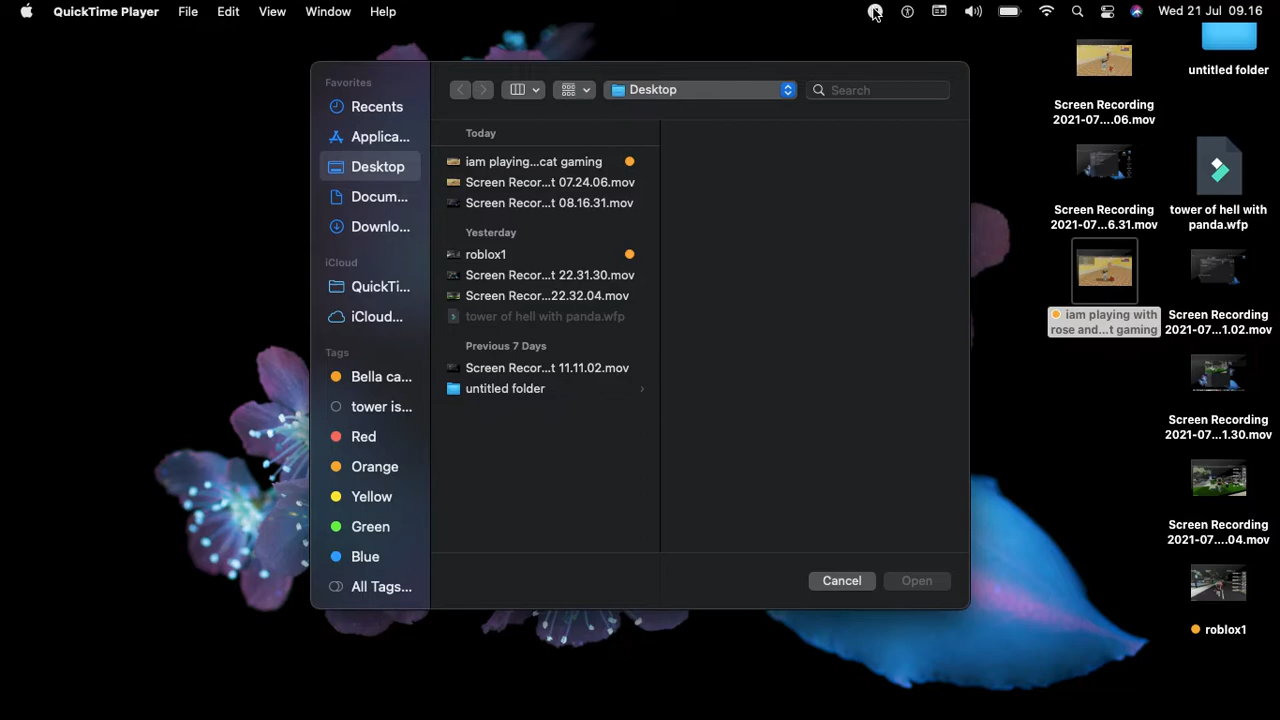 QuickTime Player File Edit View Window Help Wed 21 Jul 09.16
Favorites
Recents
Applica...
Desktop
Docum...
Downlo...
iCloud
QuickTi...
iCloud...
Tags
Bella ca...
tower is...
Red
Orange
Yellow
Green
Blue
All Tags...
Desktop
Search
Today
iam playing...cat gaming
Screen Recor...t 07.24.06.mov
Screen Recor...t 08.16.31.mov
Yesterday
roblox1
Screen Recor...t 22.31.30.mov
Screen Recor...22.32.04.mov
tower of hell with panda.wfp
Previous 7 Days
Screen Recor...t 11.11.02.mov
untitled folder
Cancel
Open
Screen Recording
2021-07....06.mov
Screen Recording
2021-07...6.31.mov
iam playing with
rose and...t gaming
untitled folder
tower of hell with
panda.wfp
Screen Recording
2021-07...1.02.mov
Screen Recording
2021-07...1.30.mov
Screen Recording
2021-07....04.mov
roblox1